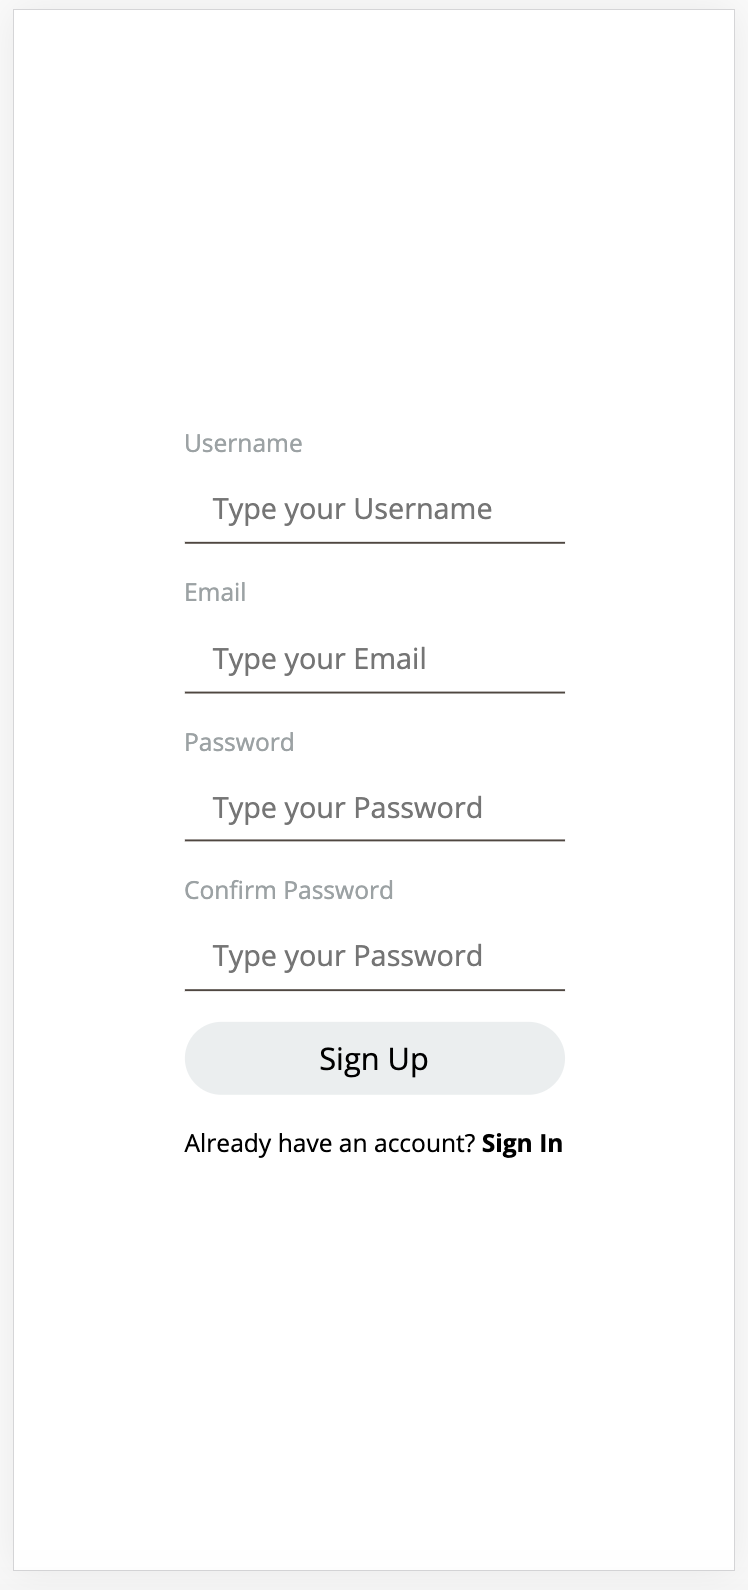 Username
Type your Username
Email
Type your Email
Password
Type your Password
Confirm Password
Type your Password
Sign Up
Already have an account? Sign In